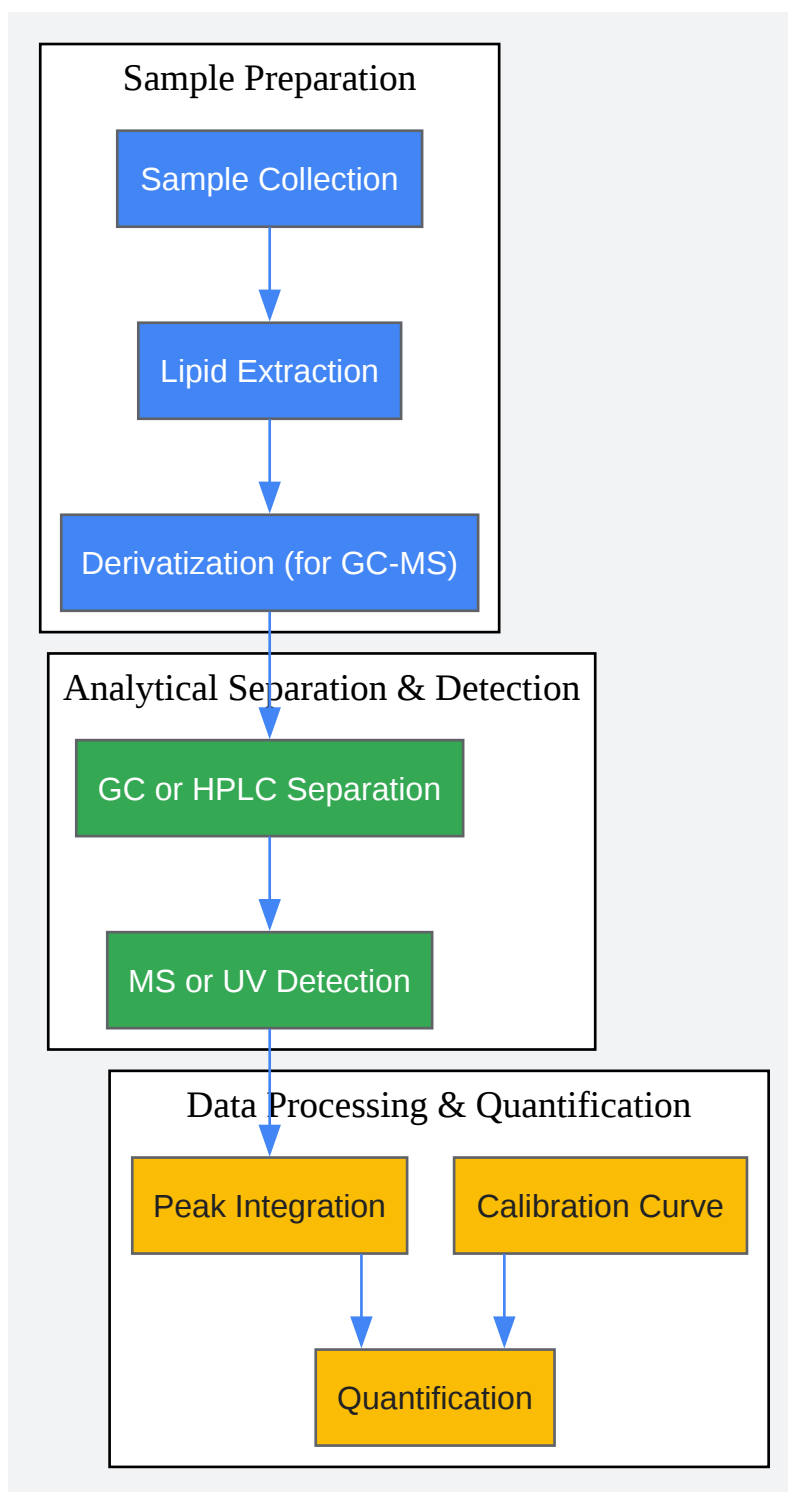 Sample Preparation
Sample Collection
Lipid Extraction
Derivatization (for GC-MS)
Analytical Separation & Detection
GC or HPLC Separation
MS or UV Detection
Data Processing & Quantification
Peak Integration
Calibration Curve
Quantification